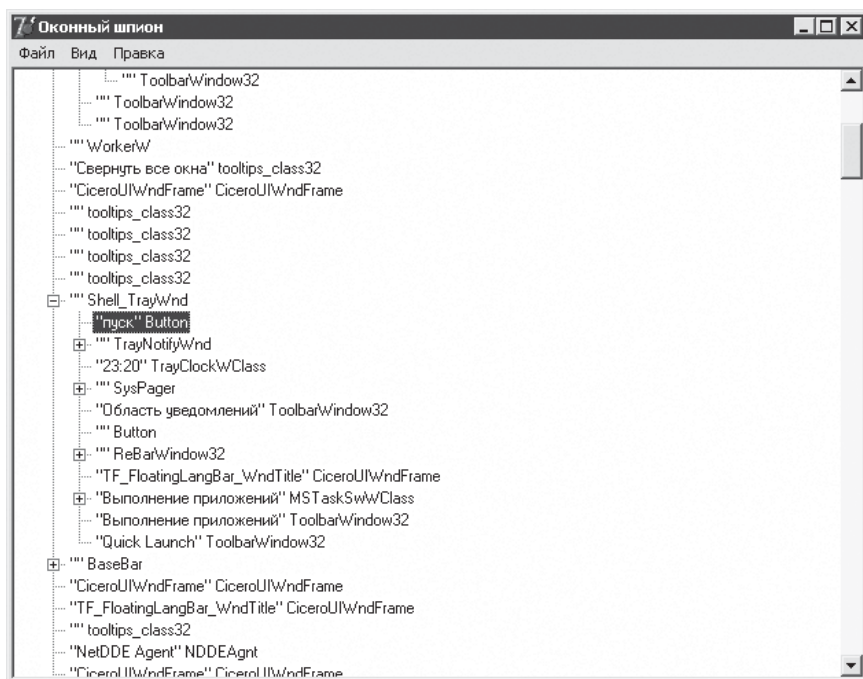 Оконный шпион
Файл Вид Правка
"" ToolbarWindow32
"" ToolbarWindow32
"" ToolbarWindow32
"" WorkerW
"Свернуть все окна" tooltips_class32
"CiceroUIWndFrame" CiceroUIWndFrame
"" tooltips_class32
"" tooltips_class32
"" tooltips_class32
"" tooltips_class32
"" Shell_TrayWnd
"пуск" Button
"" TrayNotifyWnd
"23:20" TrayClockWClass
"" SysPager
"Область уведомлений" ToolbarWindow32
"" Button
"" ReBarWindow32
"TF_FloatingLangBar_WndTitle" CiceroUIWndFrame
"Выполнение приложений" MSTaskSwWClass
"Выполнение приложений" ToolbarWindow32
"Quick Launch" ToolbarWindow32
"" BaseBar
"CiceroUIWndFrame" CiceroUIWndFrame
"TF_FloatingLangBar_WndTitle" CiceroUIWndFrame
"" tooltips_class32
"NetDDE Agent" NDDEAgnt
"CiceroUIWndFrame" CiceroUIWndFrame